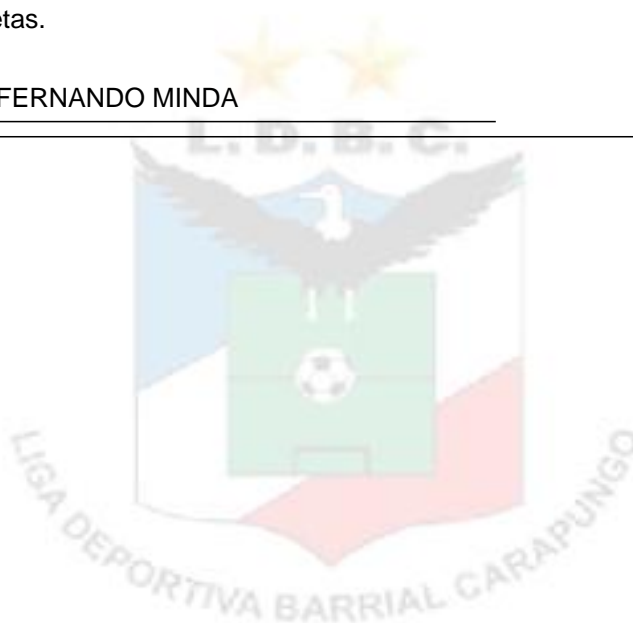 etas.
FERNANDO MINDA
L. D. B. C.
LIGA DEPORTIVA BARRIAL CARAPUNGO